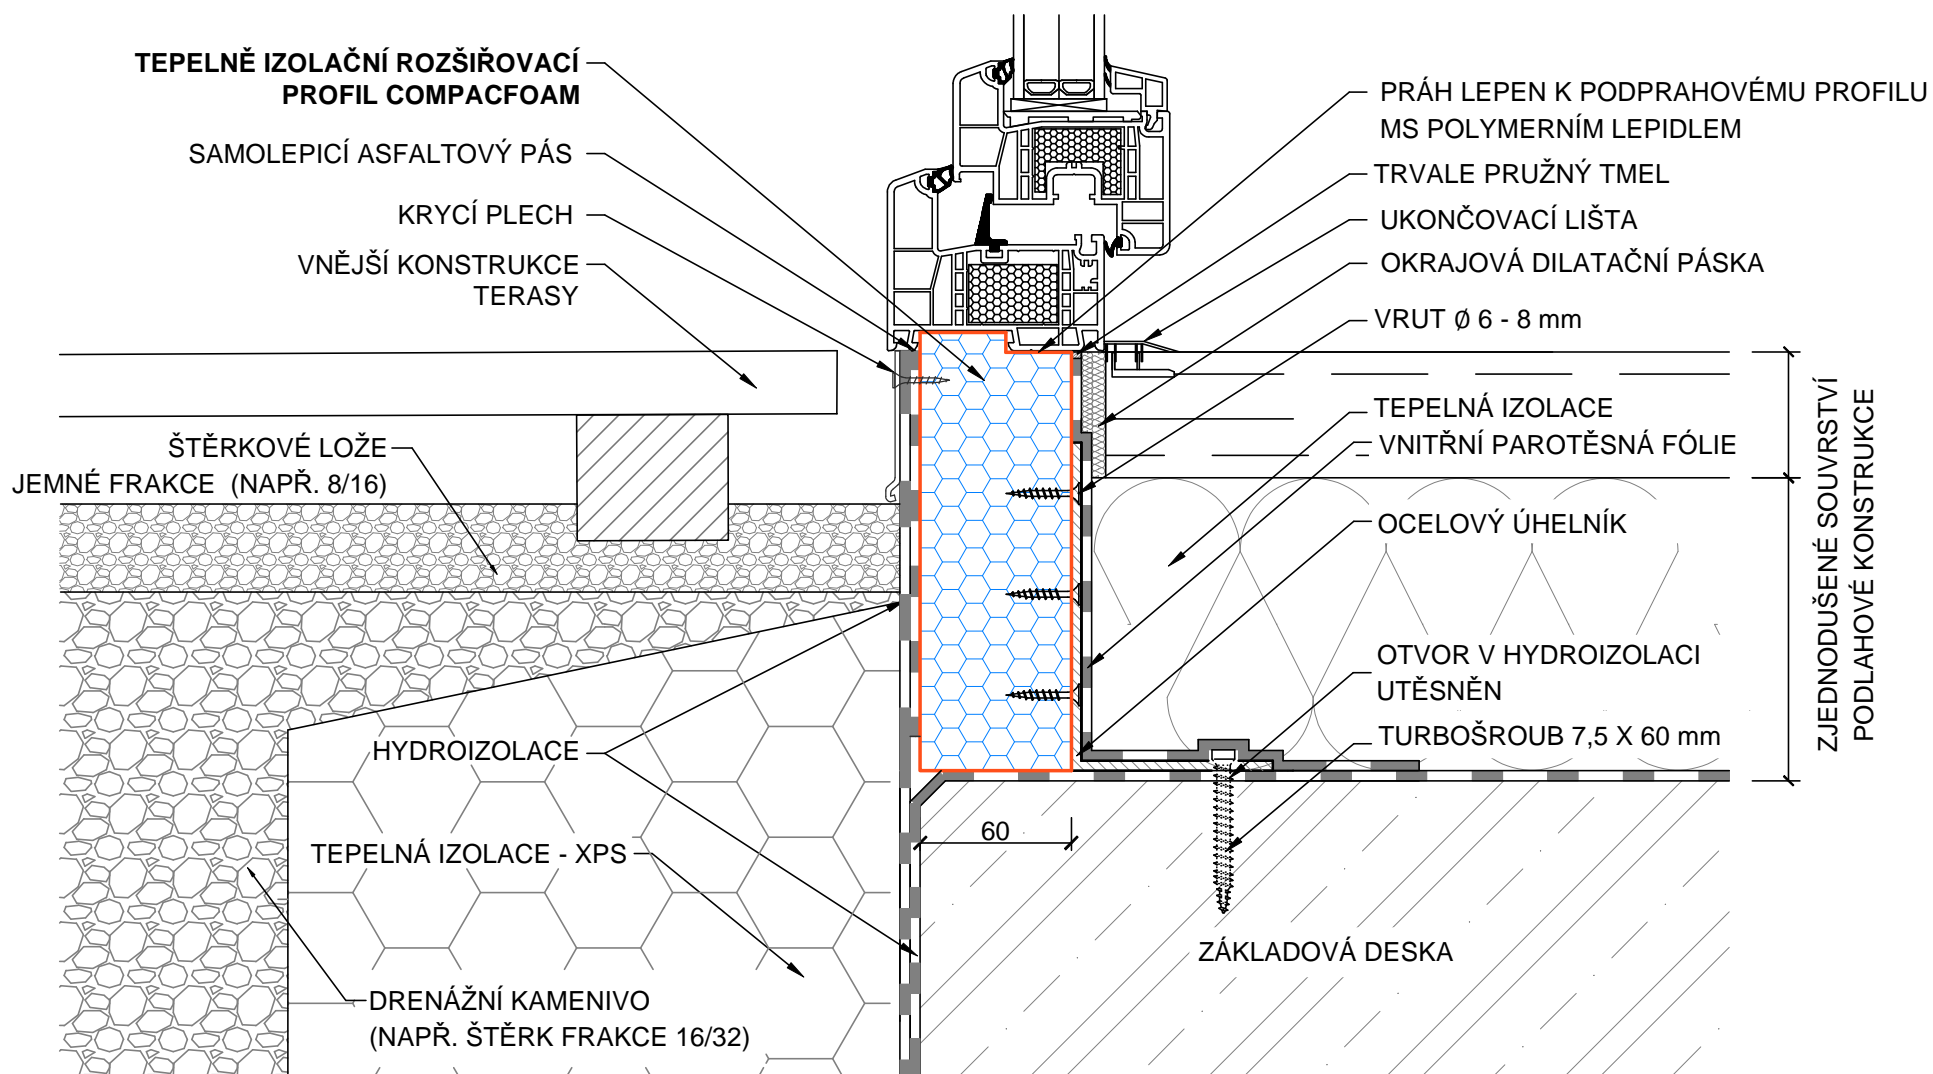 TEPELNĚ IZOLAČNÍ ROZŠIŘOVACÍ
PROFIL COMPACFOAM
SAMOLEPICÍ ASFALTOVÝ PÁS
KRYCÍ PLECH
VNĚJŠÍ KONSTRUKCE
TERASY
ŠTĚRKOVÉ LOŽE
JEMNÉ FRAKCE (NAPŘ. 8/16)
HYDROIZOLACE
TEPELNÁ IZOLACE - XPS
DRENÁŽNÍ KAMENIVO
(NAPŘ. ŠTĚRK FRAKCE 16/32)
60
PRÁH LEPEN K PODPRAHOVÉMU PROFILU
MS POLYMERNÍM LEPIDLEM
TRVALE PRUŽNÝ TMEL
UKONČOVACÍ LIŠTA
OKRAJOVÁ DILATAČNÍ PÁSKA
VRUT Ø 6 - 8 mm
TEPELNÁ IZOLACE
VNITŘNÍ PAROTĚSNÁ FÓLIE
OCELOVÝ ÚHELNÍK
OTVOR V HYDROIZOLACI
UTĚSNĚN
TURBOŠROUB 7,5 X 60 mm
ZÁKLADOVÁ DESKA
ZJEDNODUŠENÉ SOUVRSTVÍ
PODLAHOVÉ KONSTRUKCE